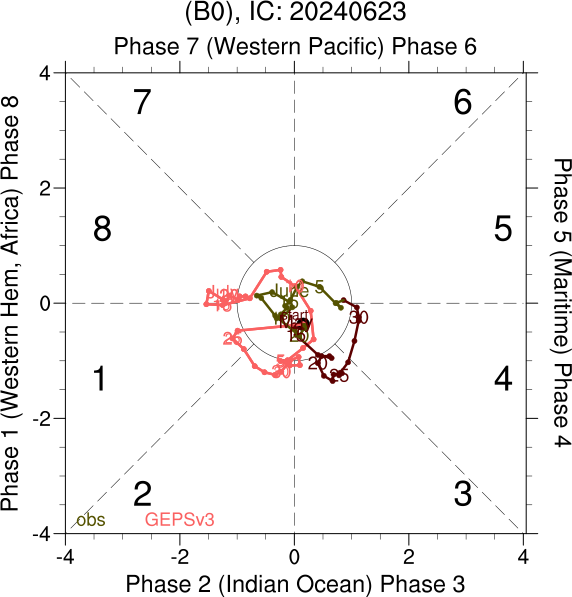 (B0), IC: 20240623
Phase 7 (Western Pacific) Phase 6
Phase 1 (Western Hem, Africa) Phase 8
Phase 5 (Maritime) Phase 4
4
7
6
2
8
5
June 5
0
START
30
25
20
25
1
4
-2
2
3
obs
GEPSv3
-4
-4
-2
0
2
4
Phase 2 (Indian Ocean) Phase 3